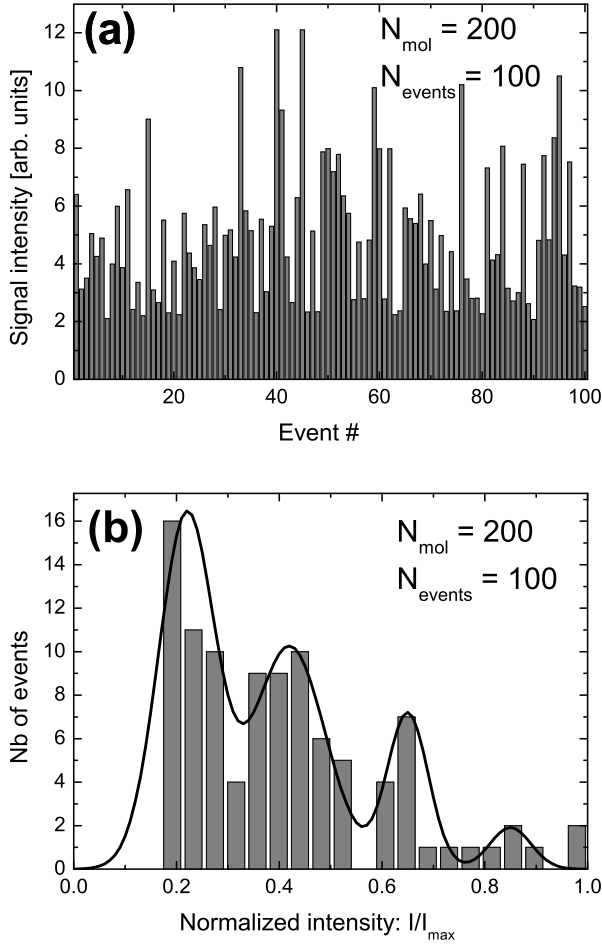 (a)
N_mol = 200
N_events = 100
12
10
8
6
4
2
0
Signal intensity [arb. units]
20 40 60 80 100
Event #
(b)
N_mol = 200
N_events = 100
16
14
12
10
8
6
4
2
0
Nb of events
0.0 0.2 0.4 0.6 0.8 1.0
Normalized intensity: I/I_max